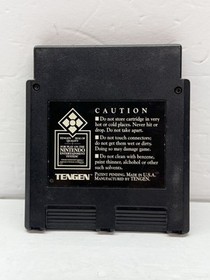 CAUTION
■ Do not store cartridge in very
hot or cold places. Never hit or
drop. Do not take apart.
■ Do not touch connectors;
do not get them wet or dirty.
Doing so may damage game.
■ Do not clean with benzene,
paint thinner, alcohol or other
such solvents.
NINTENDO
TENGEN
PATENT PENDING. MADE IN U.S.A.
MANUFACTURED BY TENGEN.